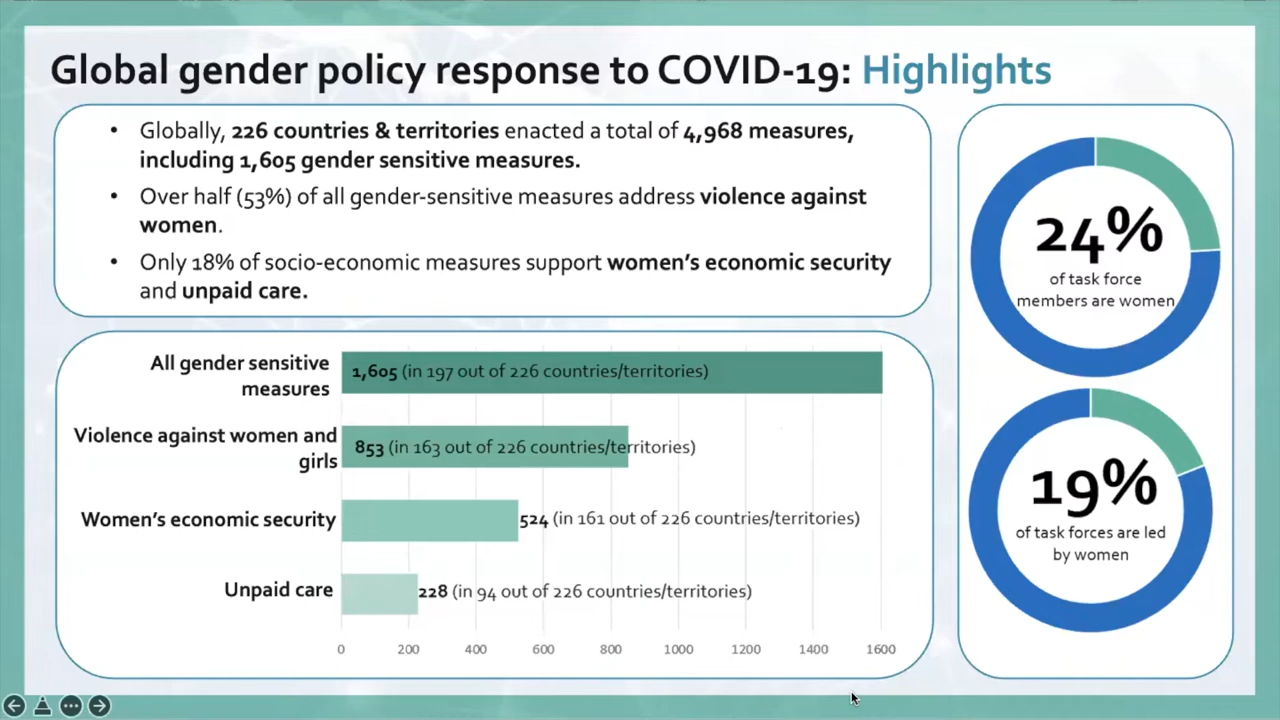 Global gender policy response to COVID-19: Highlights
• Globally, 226 countries & territories enacted a total of 4,968 measures,
including 1,605 gender sensitive measures.
• Over half (53%) of all gender-sensitive measures address violence against
women.
• Only 18% of socio-economic measures support women's economic security
and unpaid care.
All gender sensitive
measures
1,605 (in 197 out of 226 countries/territories)
Violence against women and
girls
853 (in 163 out of 226 countries/territories)
Women's economic security
524 (in 161 out of 226 countries/territories)
Unpaid care
228 (in 94 out of 226 countries/territories)
0 200 400 600 800 1000 1200 1400 1600
24%
of task force
members are women
19%
of task forces are led
by women